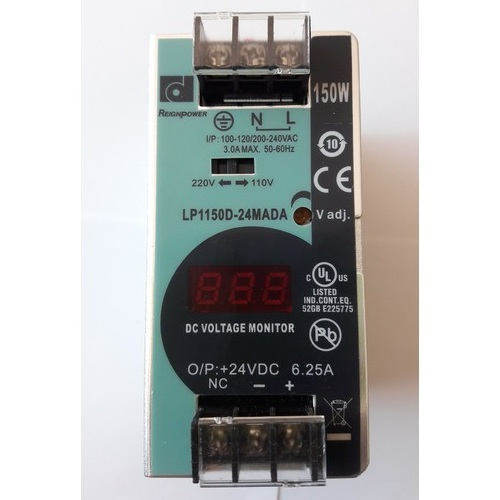 d
REIGNPOWER
150W
N L
I/P: 100-120/200-240VAC
3.0A MAX. 50-60Hz
10
CE
220V 110V
LP1150D-24MADA
V adj.
888
C UL US
LISTED
IND.CONT.EQ.
52GB E225775
DC VOLTAGE MONITOR
Pb
O/P:+24VDC 6.25A
NC − +